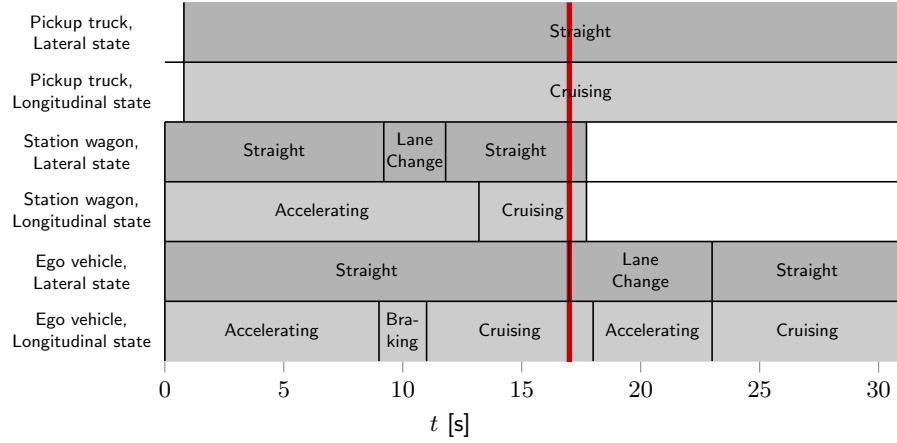 Pickup truck,
Lateral state
Straight
Pickup truck,
Longitudinal state
Cruising
Station wagon,
Lateral state
Straight
Lane
Change
Straight
Station wagon,
Longitudinal state
Accelerating
Cruising
Ego vehicle,
Lateral state
Straight
Lane
Change
Straight
Ego vehicle,
Longitudinal state
Accelerating
Bra-
king
Cruising
Accelerating
Cruising
0 5 10 15 20 25 30
t [s]